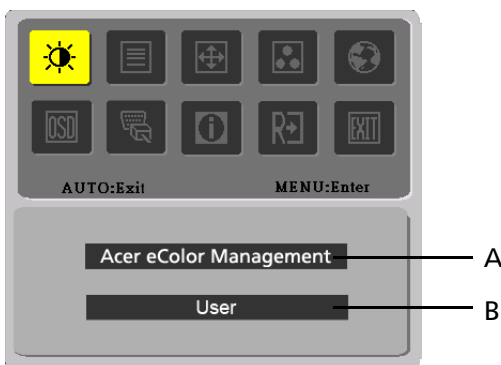 OSD
i
R
EXIT
AUTO:Exit MENU:Enter
Acer eColor Management A
User B